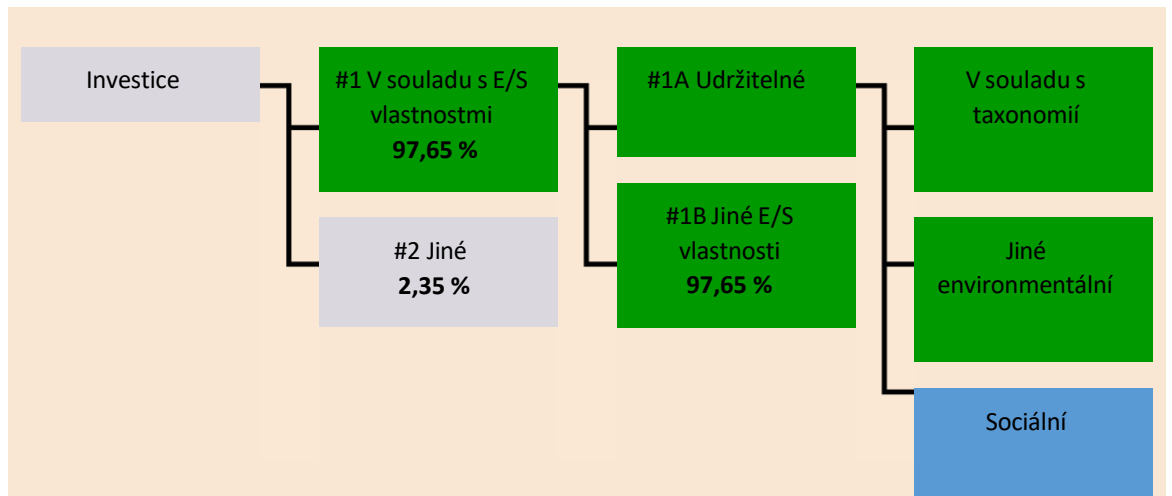 Investice
#1 V souladu s E/S
vlastnostmi
97,65 %
#2 Jiné
2,35 %
#1A Udržitelné
#1B Jiné E/S
vlastnosti
97,65 %
V souladu s
taxonomií
Jiné
environmentální
Sociální